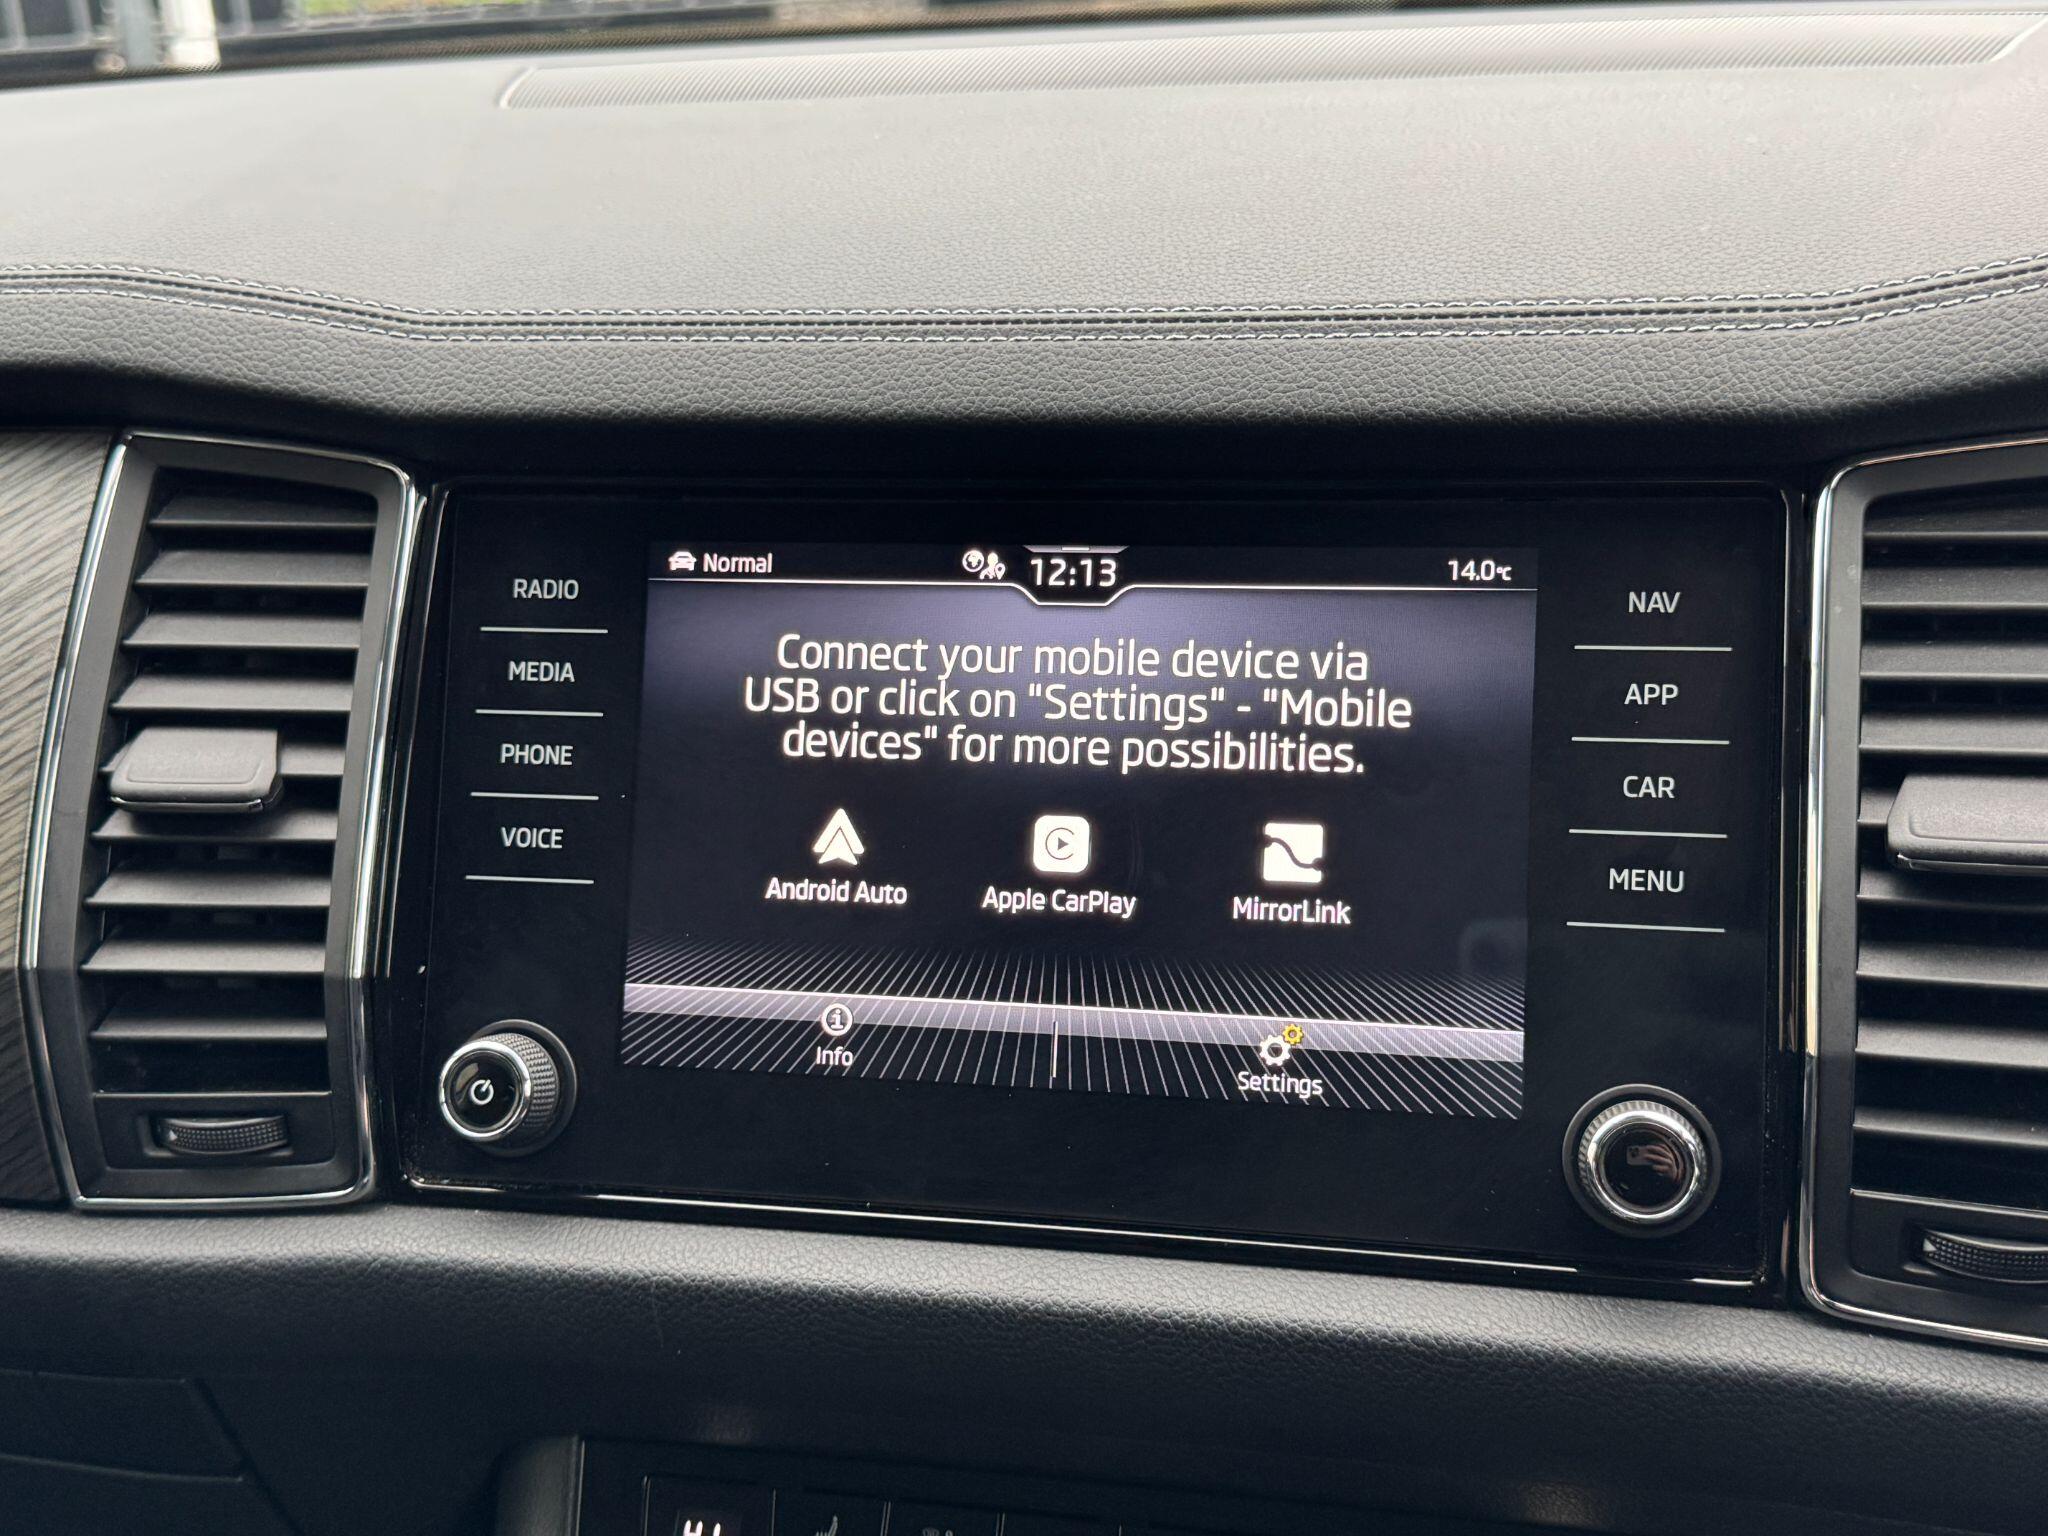 Normal
12:13
14.0°C
RADIO
MEDIA
PHONE
VOICE
Connect your mobile device via
USB or click on "Settings" - "Mobile
devices" for more possibilities.
Android Auto
Apple CarPlay
MirrorLink
Info
Settings
NAV
APP
CAR
MENU